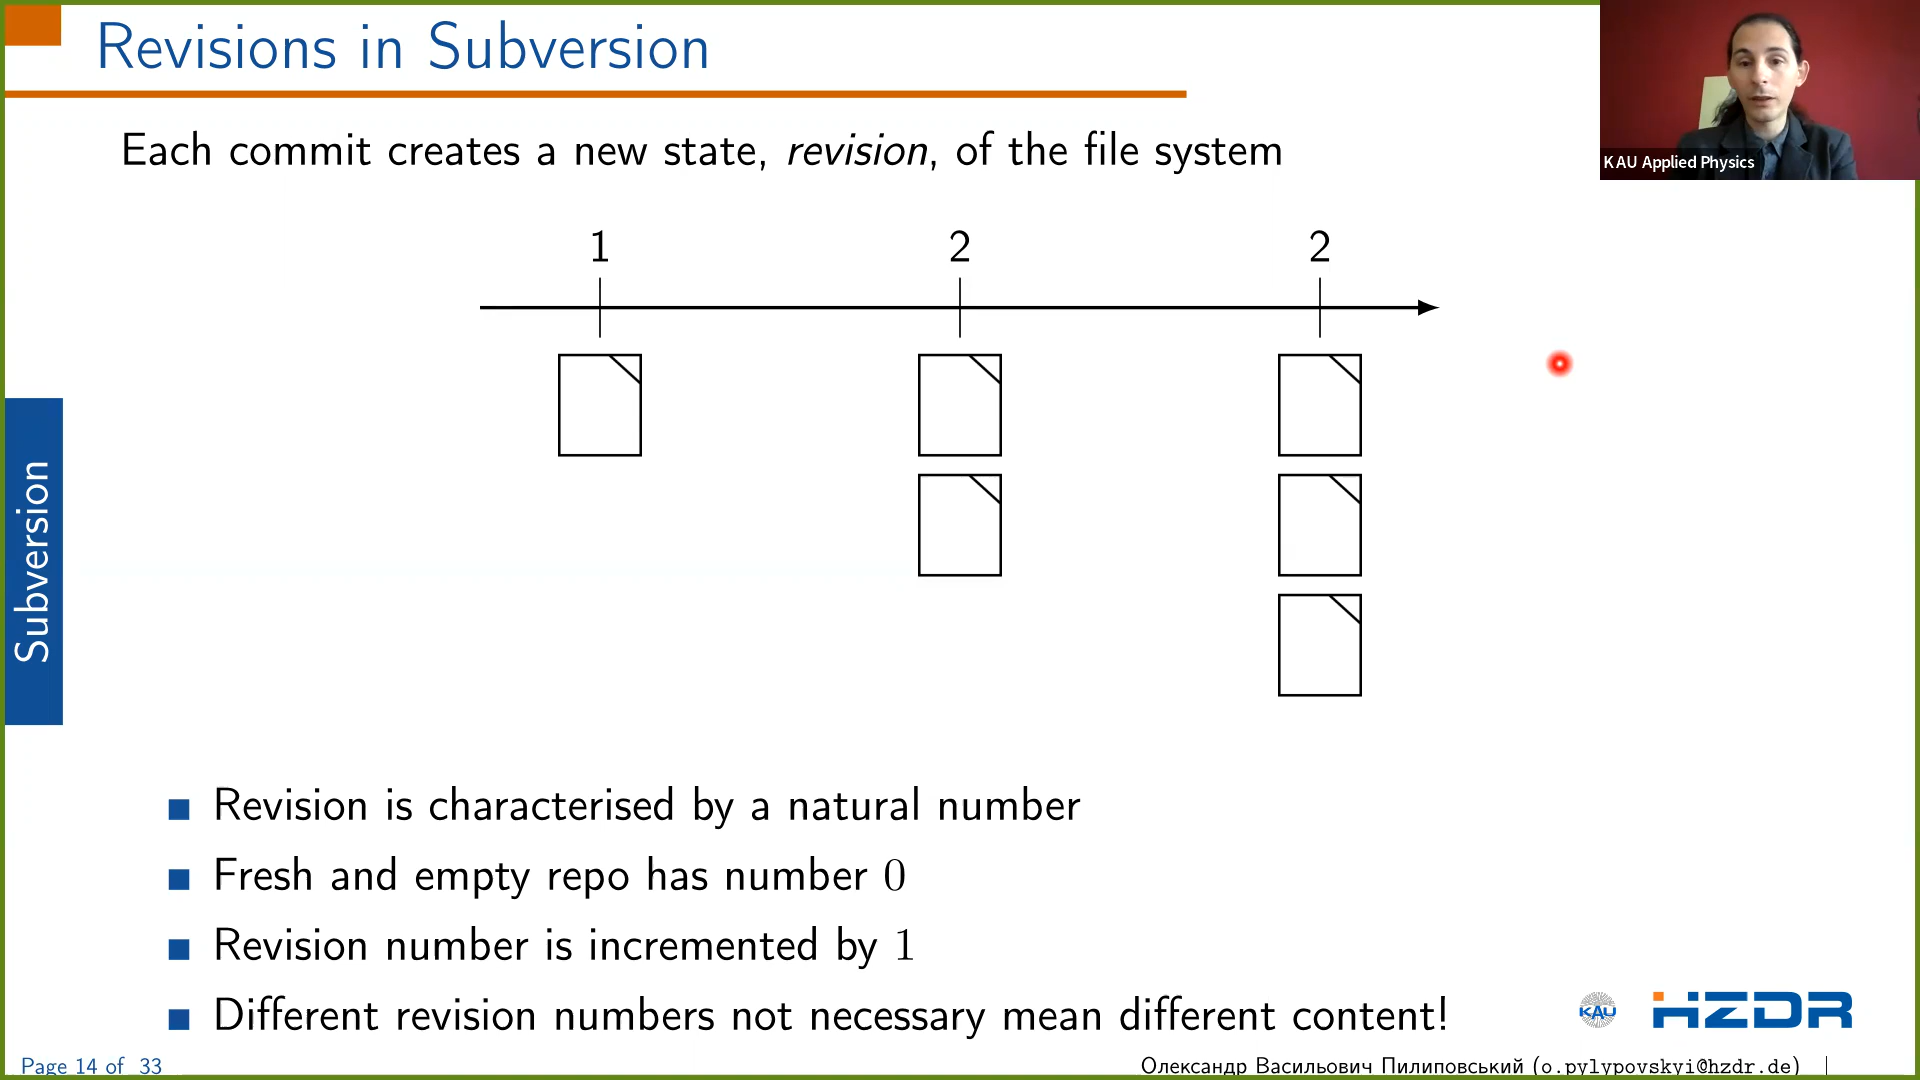 Revisions in Subversion
KAU Applied Physics
Each commit creates a new state, revision, of the file system
1 2 2
Subversion
Revision is characterised by a natural number
Fresh and empty repo has number 0
Revision number is incremented by 1
Different revision numbers not necessary mean different content!
KAU HZDR
Page 14 of 33
Олександр Васильович Пилиповський (o.pylypovskyi@hzdr.de)